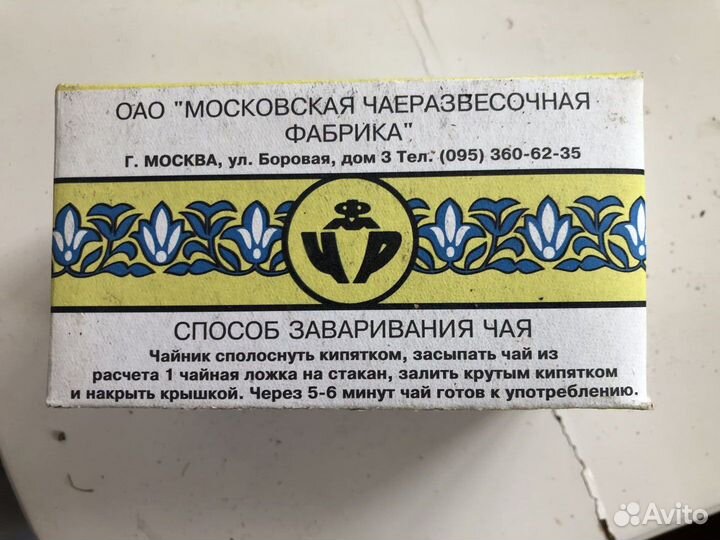 ОАО "МОСКОВСКАЯ ЧАЕРАЗВЕСОЧНАЯ
ФАБРИКА"
Г. МОСКВА, ул. Боровая, дом 3 Тел. (095) 360-62-35
ЧР
СПОСОБ ЗАВАРИВАНИЯ ЧАЯ
Чайник сполоснуть кипятком, засыпать чай из
расчета 1 чайная ложка на стакан, залить крутым кипятком
и накрыть крышкой. Через 5-6 минут чай готов к употреблению.
Avito